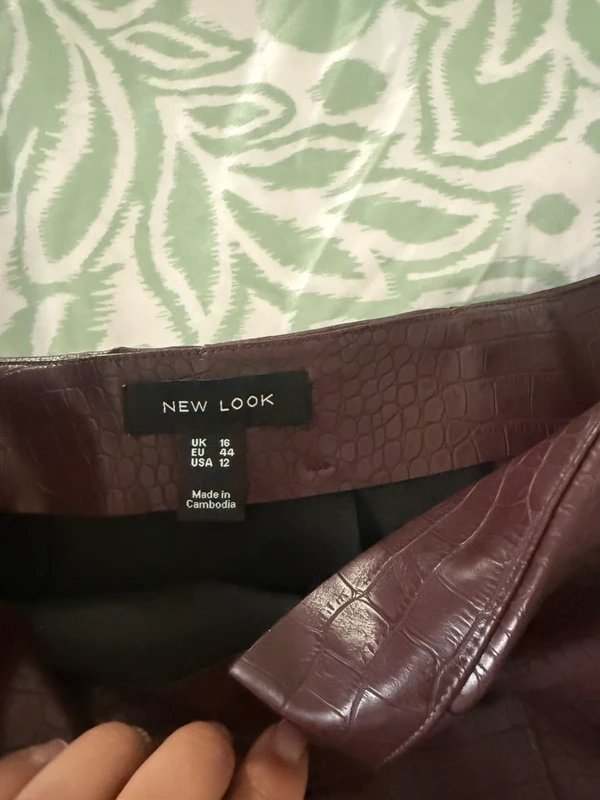 NEW LOOK
UK 16
EU 44
USA 12
Made in
Cambodia